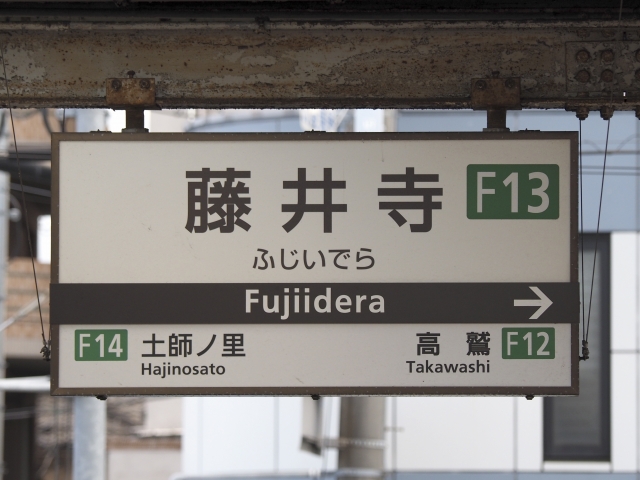 藤井寺 F13
ふじいでら
Fujiidera →
F14 土師ノ里 高鷲 F12
Hajinosato Takawashi